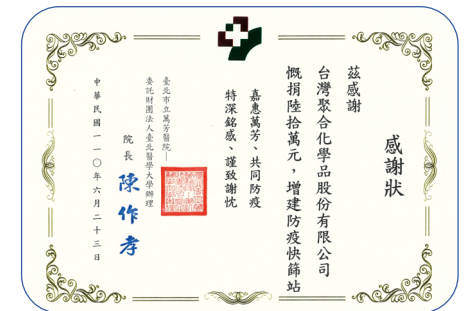 感謝狀
茲感謝
台灣聚合化學品股份有限公司
慨捐陸拾萬元，增建防疫快篩站
嘉惠萬芳、共同防疫
特深銘感、謹致謝忱
臺北市立萬芳醫院—
委託財團法人臺北醫學大學辦理
院長 陳作孝
中華民國一一〇年六月二十三日